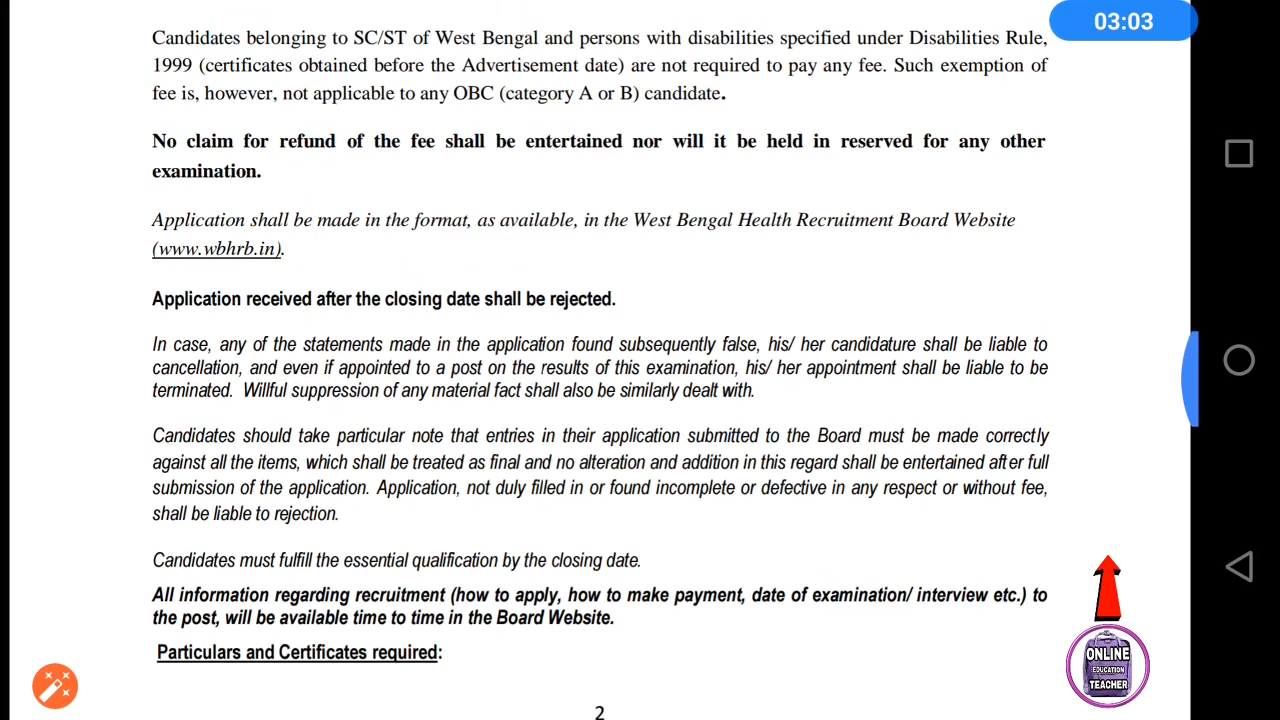 03:03
Candidates belonging to SC/ST of West Bengal and persons with disabilities specified under Disabilities Rule,
1999 (certificates obtained before the Advertisement date) are not required to pay any fee. Such exemption of
fee is, however, not applicable to any OBC (category A or B) candidate.
No claim for refund of the fee shall be entertained nor will it be held in reserved for any other
examination.
Application shall be made in the format, as available, in the West Bengal Health Recruitment Board Website
(www.wbhrb.in).
Application received after the closing date shall be rejected.
In case, any of the statements made in the application found subsequently false, his/ her candidature shall be liable to
cancellation, and even if appointed to a post on the results of this examination, his/ her appointment shall be liable to be
terminated. Willful suppression of any material fact shall also be similarly dealt with.
Candidates should take particular note that entries in their application submitted to the Board must be made correctly
against all the items, which shall be treated as final and no alteration and addition in this regard shall be entertained after full
submission of the application. Application, not duly filled in or found incomplete or defective in any respect or without fee,
shall be liable to rejection.
Candidates must fulfill the essential qualification by the closing date.
All information regarding recruitment (how to apply, how to make payment, date of examination/ interview etc.) to
the post, will be available time to time in the Board Website.
Particulars and Certificates required:
ONLINE
EDUCATION
TEACHER
2